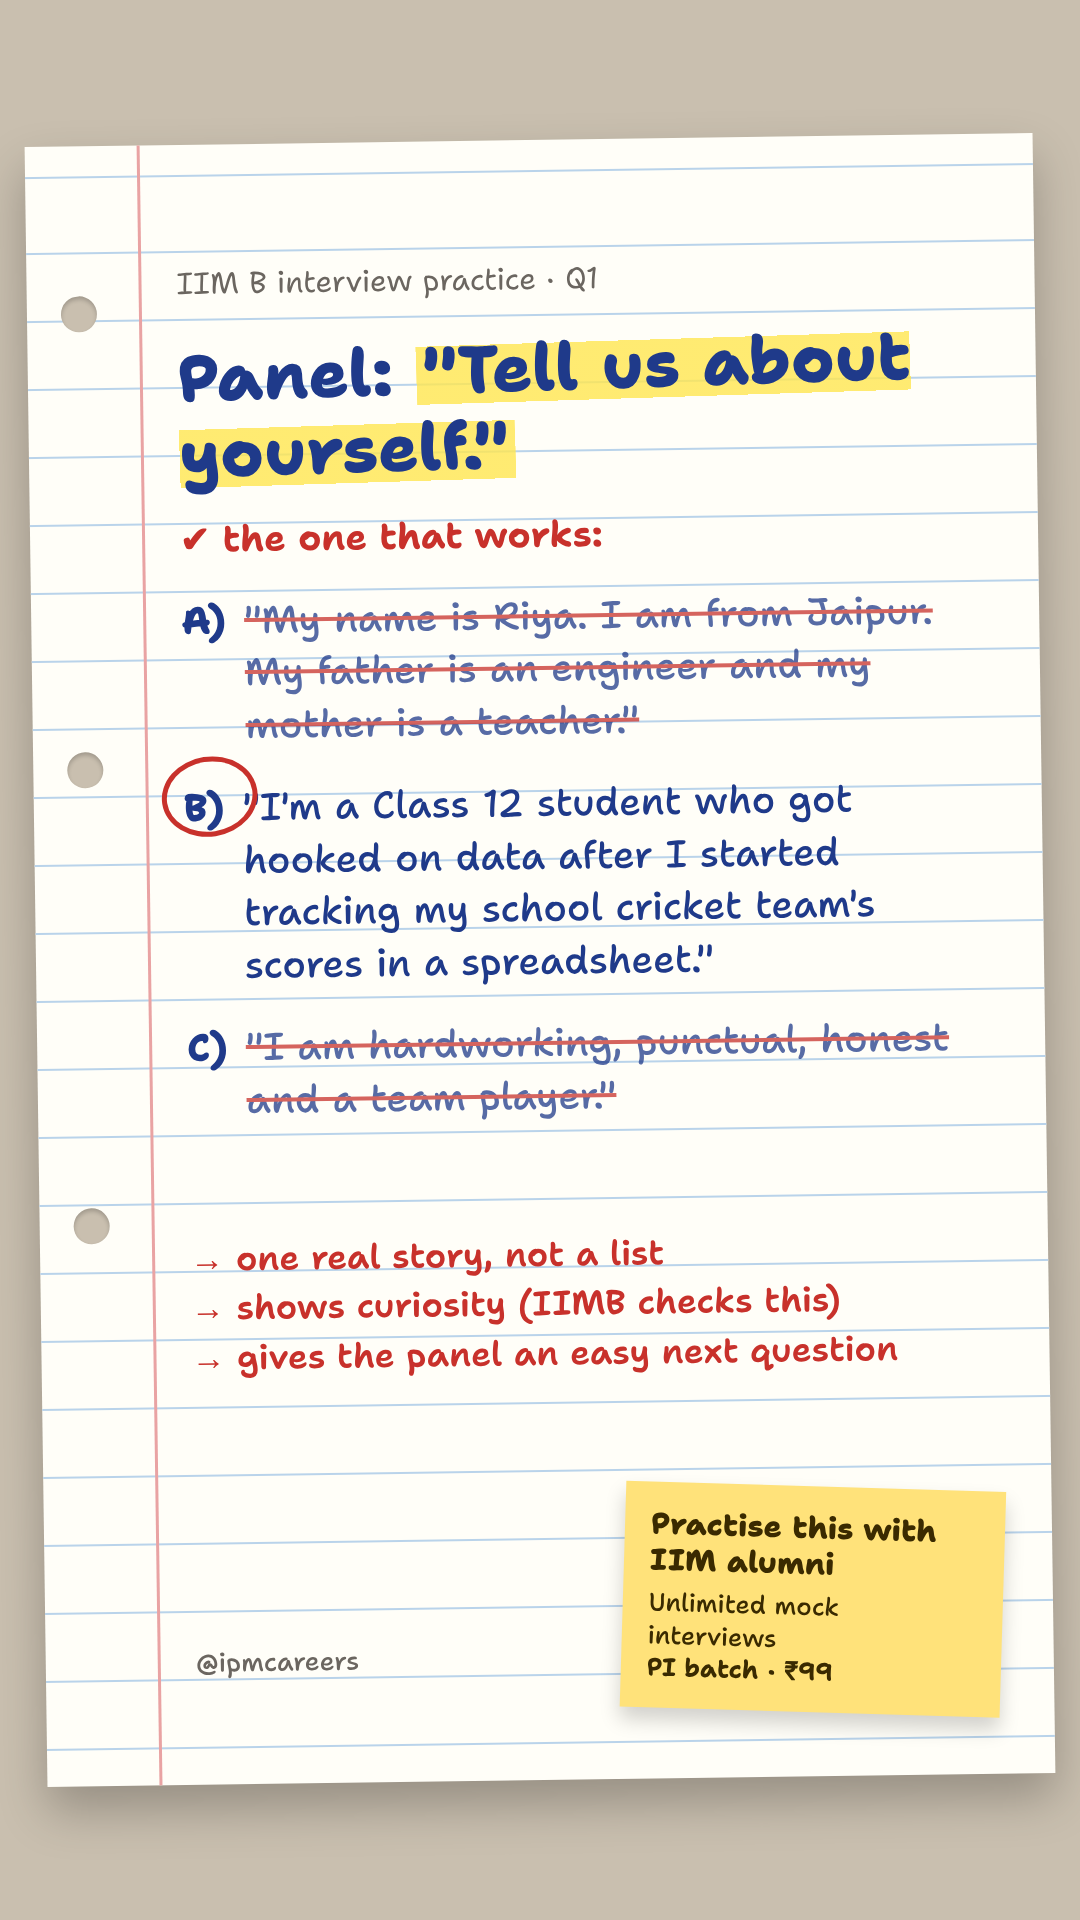 IIM B interview practice · Q1
Panel: "Tell us about
yourself."
✔ the one that works:
A) "My name is Riya. I am from Jaipur.
My father is an engineer and my
mother is a teacher."
B) "I'm a Class 12 student who got
hooked on data after I started
tracking my school cricket team's
scores in a spreadsheet."
C) "I am hardworking, punctual, honest
and a team player."
→ one real story, not a list
→ shows curiosity (IIMB checks this)
→ gives the panel an easy next question
Practise this with
IIM alumni
Unlimited mock
interviews
PI batch · ₹99
@ipmcareers